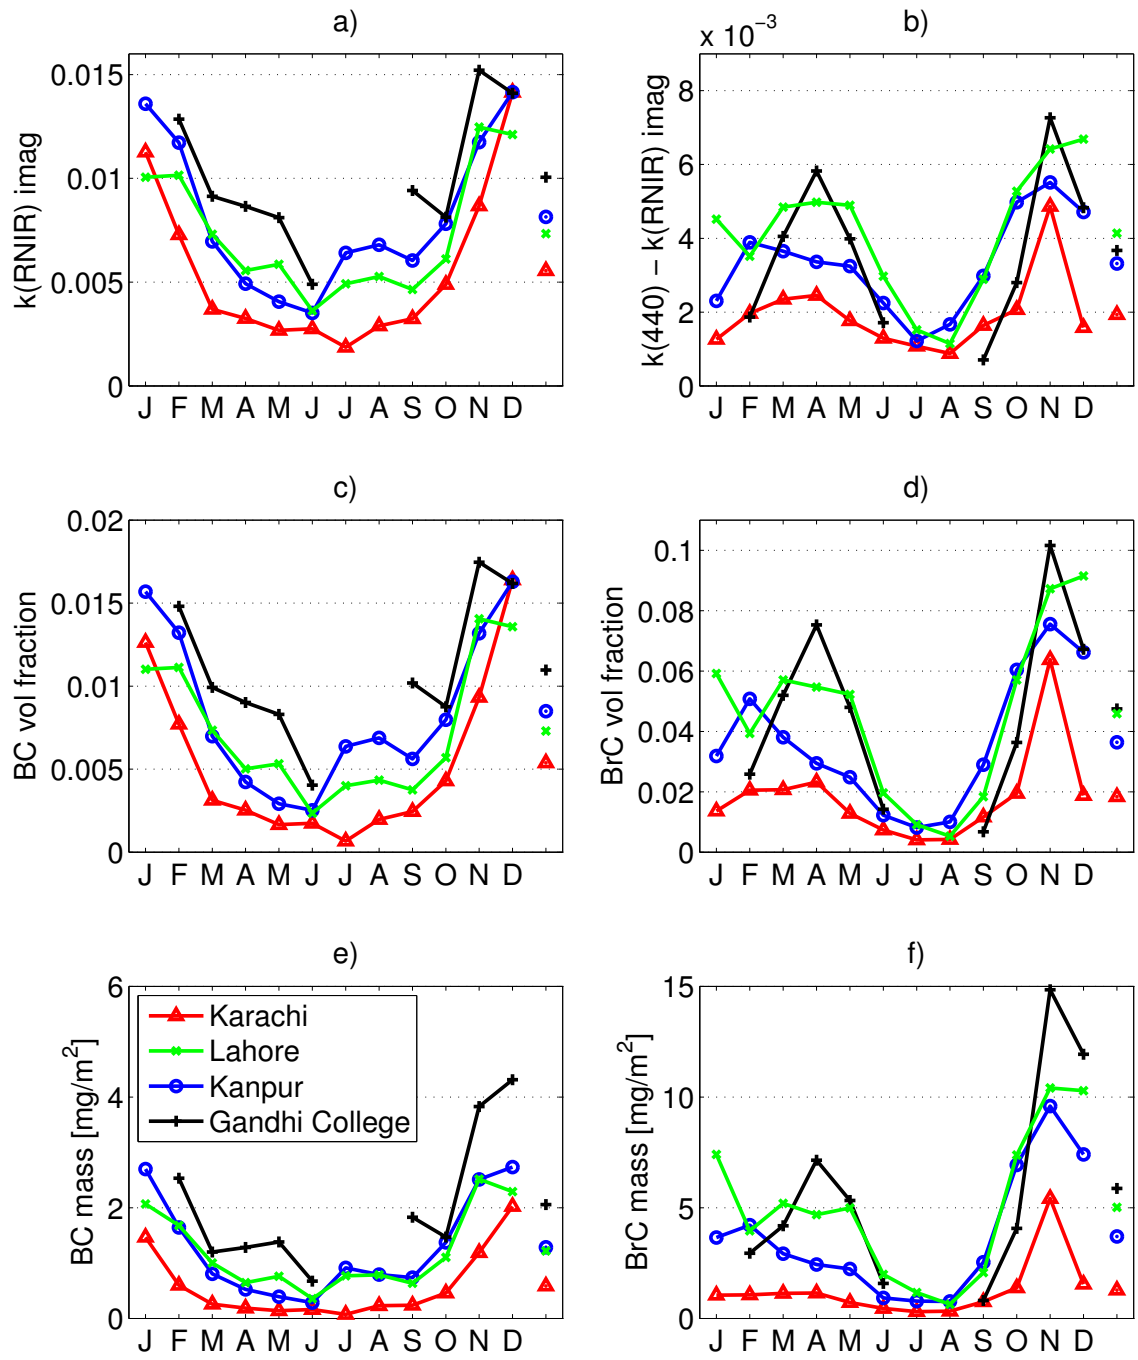 a)
k(RNIR) imag
0.015
0.01
0.005
0
J F M A M J J A S O N D
b)
x 10⁻³
k(440) − k(RNIR) imag
8
6
4
2
0
J F M A M J J A S O N D
c)
BC vol fraction
0.02
0.015
0.01
0.005
0
J F M A M J J A S O N D
d)
BrC vol fraction
0.1
0.08
0.06
0.04
0.02
0
J F M A M J J A S O N D
e)
BC mass [mg/m²]
6
4
2
0
Karachi
Lahore
Kanpur
Gandhi College
J F M A M J J A S O N D
f)
BrC mass [mg/m²]
15
10
5
0
J F M A M J J A S O N D